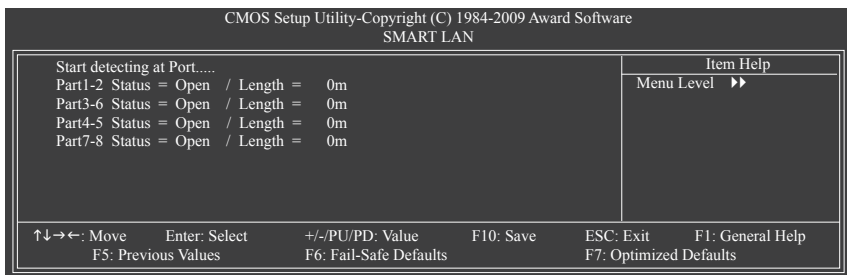 CMOS Setup Utility-Copyright (C) 1984-2009 Award Software
SMART LAN
Start detecting at Port.....
Part1-2 Status = Open / Length = 0m
Part3-6 Status = Open / Length = 0m
Part4-5 Status = Open / Length = 0m
Part7-8 Status = Open / Length = 0m
Item Help
Menu Level ▶▶
↑↓→←: Move Enter: Select +/-/PU/PD: Value F10: Save ESC: Exit F1: General Help
F5: Previous Values F6: Fail-Safe Defaults F7: Optimized Defaults